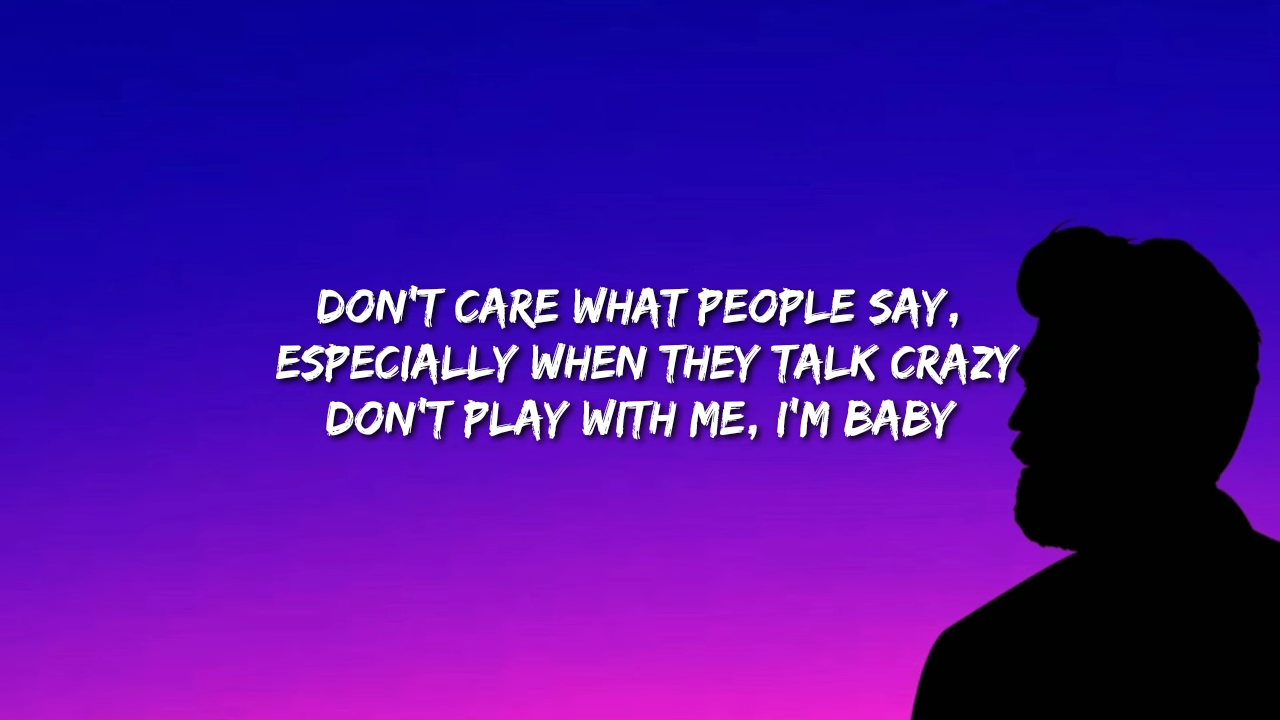 DON'T CARE WHAT PEOPLE SAY,
ESPECIALLY WHEN THEY TALK CRAZY
DON'T PLAY WITH ME, I'M BABY